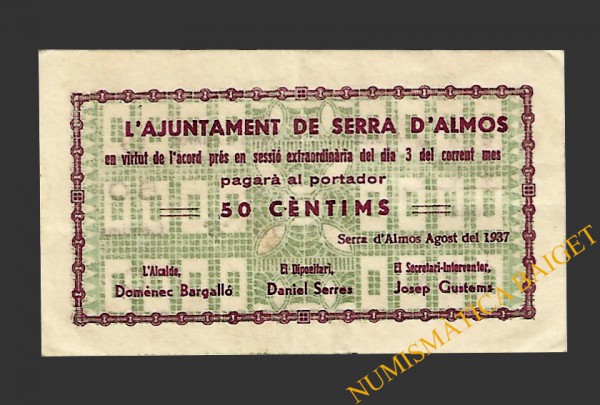 L'AJUNTAMENT DE SERRA D'ALMOS
en virtut de l'acord prés en sessió extraordinària del dia 3 del corrent mes
pagarà al portador
50 CÈNTIMS
Serra d'Almos Agost del 1937
L'Alcalde, El Dipositari, El Secretari-Interventor,
Domènec Bargalló Daniel Serres Josep Gustems
NUMISMATICA BAIGET